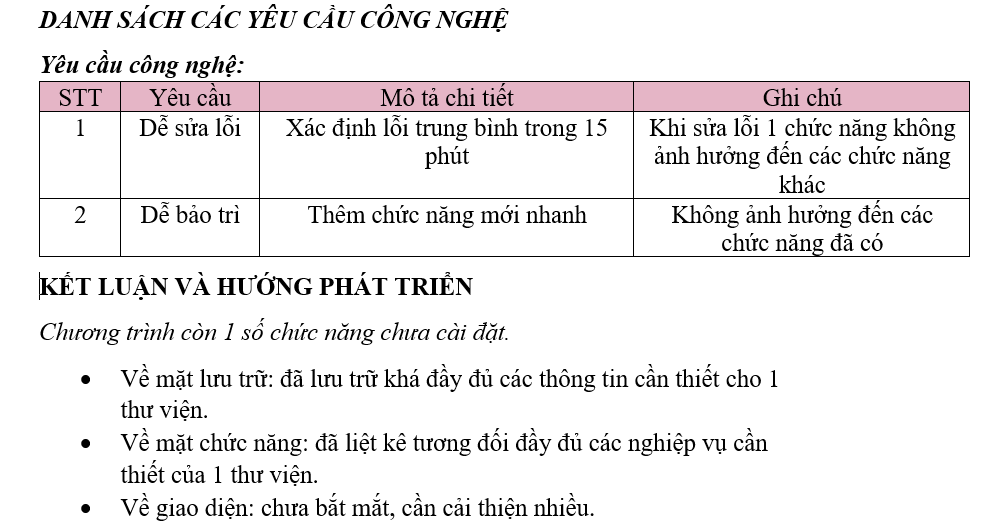 DANH SÁCH CÁC YÊU CẦU CÔNG NGHỆ
Yêu cầu công nghệ:
STT Yêu cầu Mô tả chi tiết Ghi chú
1 Dễ sửa lỗi Xác định lỗi trung bình trong 15 Khi sửa lỗi 1 chức năng không
phút ảnh hưởng đến các chức năng
khác
2 Dễ bảo trì Thêm chức năng mới nhanh Không ảnh hưởng đến các
chức năng đã có
KẾT LUẬN VÀ HƯỚNG PHÁT TRIỂN
Chương trình còn 1 số chức năng chưa cài đặt.
• Về mặt lưu trữ: đã lưu trữ khá đầy đủ các thông tin cần thiết cho 1
thư viện.
• Về mặt chức năng: đã liệt kê tương đối đầy đủ các nghiệp vụ cần
thiết của 1 thư viện.
• Về giao diện: chưa bắt mắt, cần cải thiện nhiều.